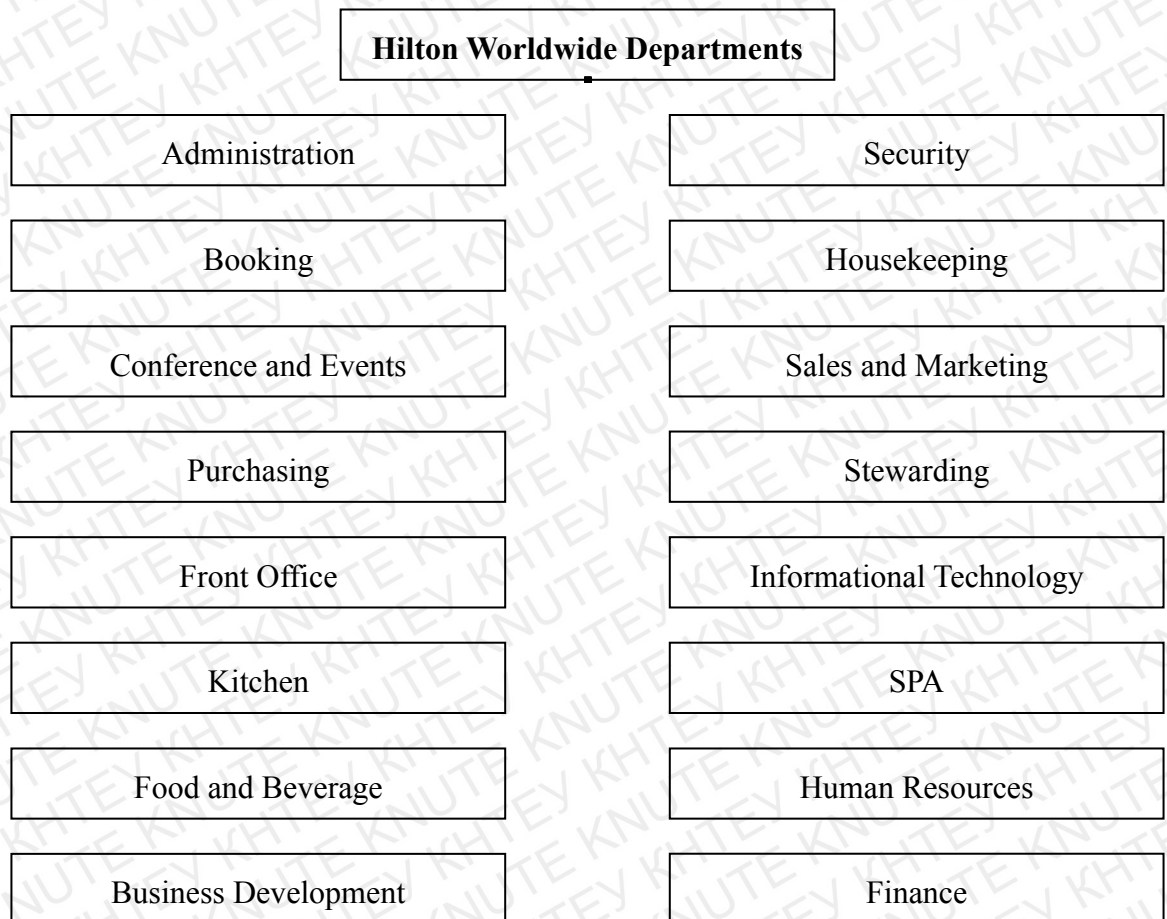 Hilton Worldwide Departments
Administration
Security
Booking
Housekeeping
Conference and Events
Sales and Marketing
Purchasing
Stewarding
Front Office
Informational Technology
Kitchen
SPA
Food and Beverage
Human Resources
Business Development
Finance